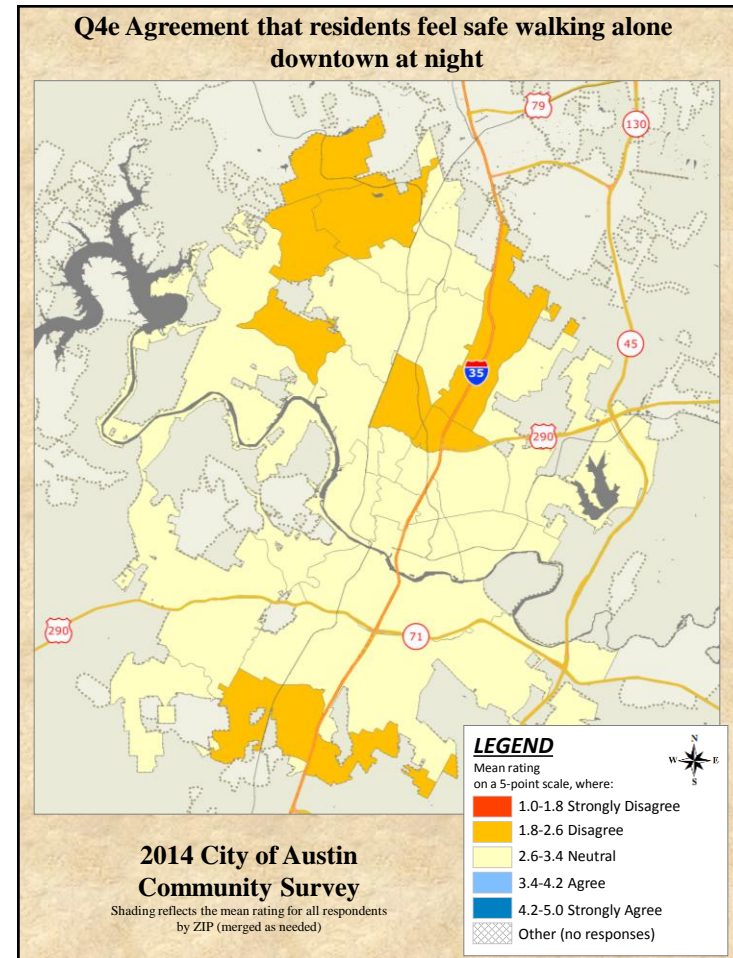 Q4e Agreement that residents feel safe walking alone
downtown at night
79
130
45
35
290
290
71
LEGEND
Mean rating
on a 5-point scale, where:
N
W E
S
1.0-1.8 Strongly Disagree
1.8-2.6 Disagree
2.6-3.4 Neutral
3.4-4.2 Agree
4.2-5.0 Strongly Agree
Other (no responses)
2014 City of Austin
Community Survey
Shading reflects the mean rating for all respondents
by ZIP (merged as needed)